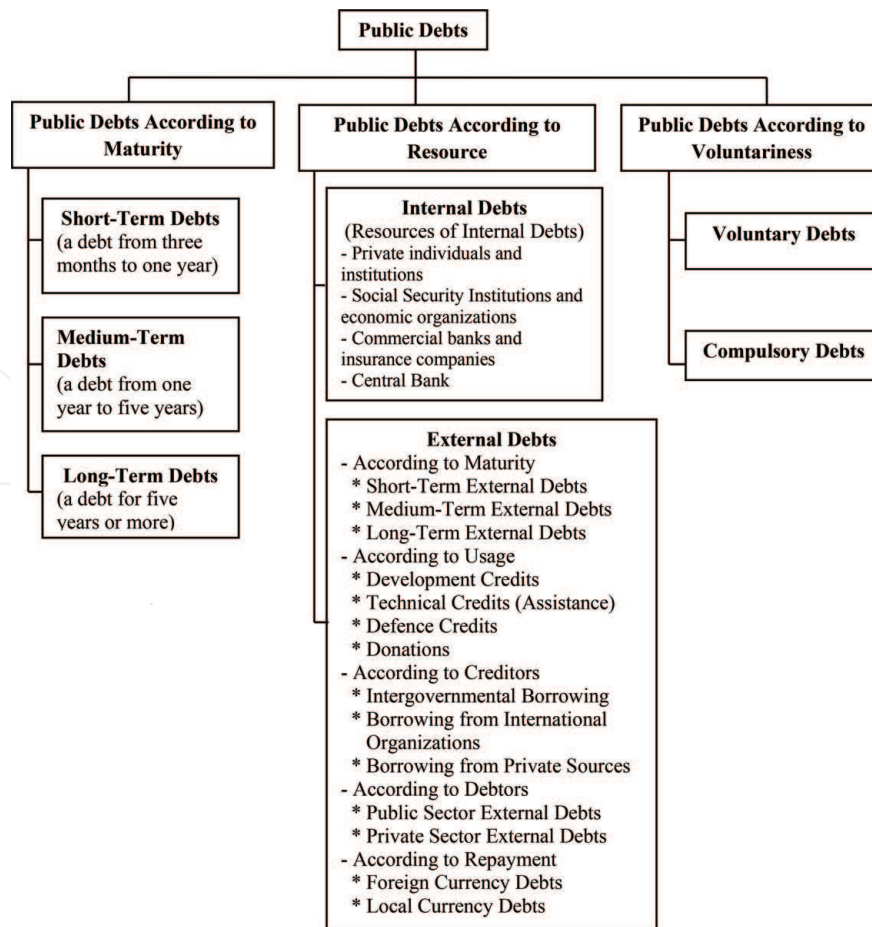 Public Debts
Public Debts According to
Maturity
Short-Term Debts
(a debt from three
months to one year)
Medium-Term
Debts
(a debt from one
year to five years)
Long-Term Debts
(a debt for five
years or more)
Public Debts According to
Resource
Internal Debts
(Resources of Internal Debts)
- Private individuals and
institutions
- Social Security Institutions and
economic organizations
- Commercial banks and
insurance companies
- Central Bank
External Debts
- According to Maturity
* Short-Term External Debts
* Medium-Term External Debts
* Long-Term External Debts
- According to Usage
* Development Credits
* Technical Credits (Assistance)
* Defence Credits
* Donations
- According to Creditors
* Intergovernmental Borrowing
* Borrowing from International
Organizations
* Borrowing from Private Sources
- According to Debtors
* Public Sector External Debts
* Private Sector External Debts
- According to Repayment
* Foreign Currency Debts
* Local Currency Debts
Public Debts According to
Voluntariness
Voluntary Debts
Compulsory Debts